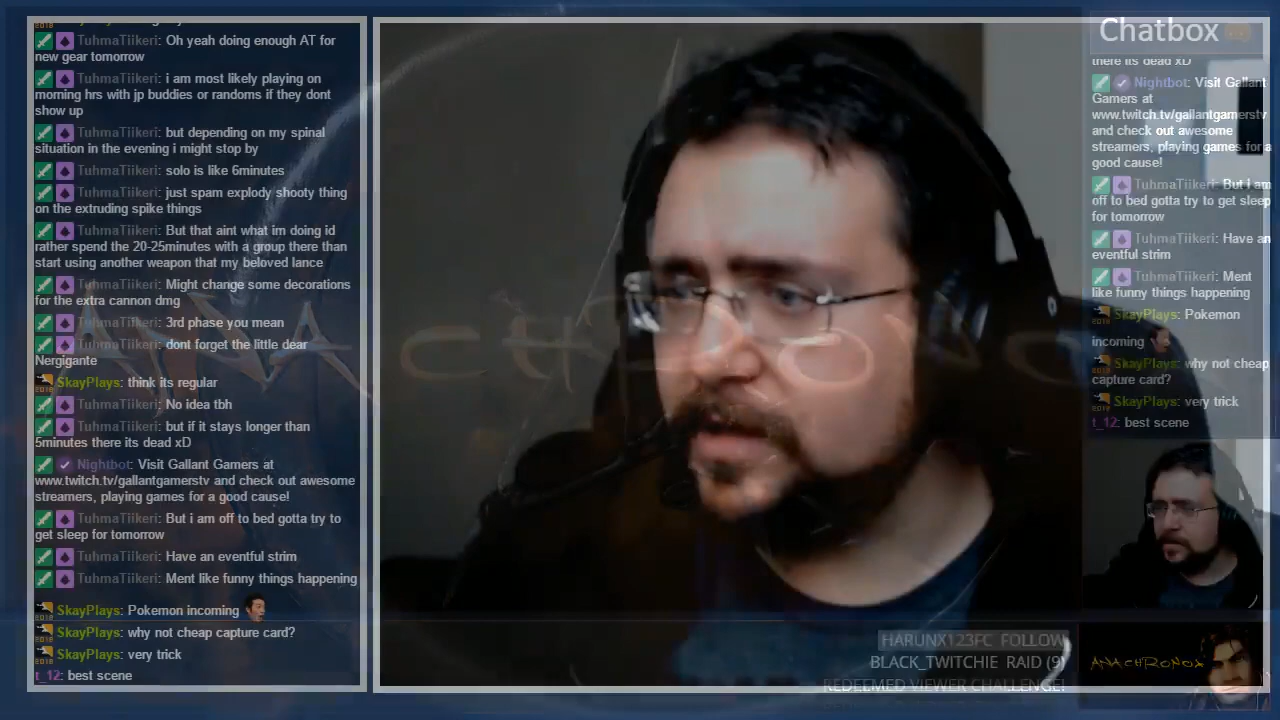 TuhmaTiikeri: Oh yeah doing enough AT for
new gear tomorrow
TuhmaTiikeri: i am most likely playing on
morning hrs with jp buddies or randoms if they dont
show up
TuhmaTiikeri: but depending on my spinal
situation in the evening i might stop by
TuhmaTiikeri: solo is like 6minutes
TuhmaTiikeri: just spam explody shooty thing
on the extruding spike things
TuhmaTiikeri: But that aint what im doing id
rather spend the 20-25minutes with a group there than
start using another weapon that my beloved lance
TuhmaTiikeri: Might change some decorations
for the extra cannon dmg
TuhmaTiikeri: 3rd phase you mean
TuhmaTiikeri: dont forget the little dear
Nergigante
SkayPlays: think its regular
TuhmaTiikeri: No idea tbh
TuhmaTiikeri: but if it stays longer than
5minutes there its dead xD
Nightbot: Visit Gallant Gamers at
www.twitch.tv/gallantgamerstv and check out awesome
streamers, playing games for a good cause!
TuhmaTiikeri: But i am off to bed gotta try to
get sleep for tomorrow
TuhmaTiikeri: Have an eventful strim
TuhmaTiikeri: Ment like funny things happening
SkayPlays: Pokemon incoming
SkayPlays: why not cheap capture card?
SkayPlays: very trick
t_12: best scene
ANACHRONOX
Chatbox
there its dead xD
Nightbot: Visit Gallant
Gamers at
www.twitch.tv/gallantgamerstv
and check out awesome
streamers, playing games for a
good cause!
TuhmaTiikeri: But i am
off to bed gotta try to get sleep
for tomorrow
TuhmaTiikeri: Have an
eventful strim
TuhmaTiikeri: Ment
like funny things happening
SkayPlays: Pokemon
incoming
SkayPlays: why not cheap
capture card?
SkayPlays: very trick
t_12: best scene
HARUNX123FC FOLLOW
BLACK_TWITCHIE RAID (9)
REDEEMED VIEWER CHALLENGE!
ANACHRONOX